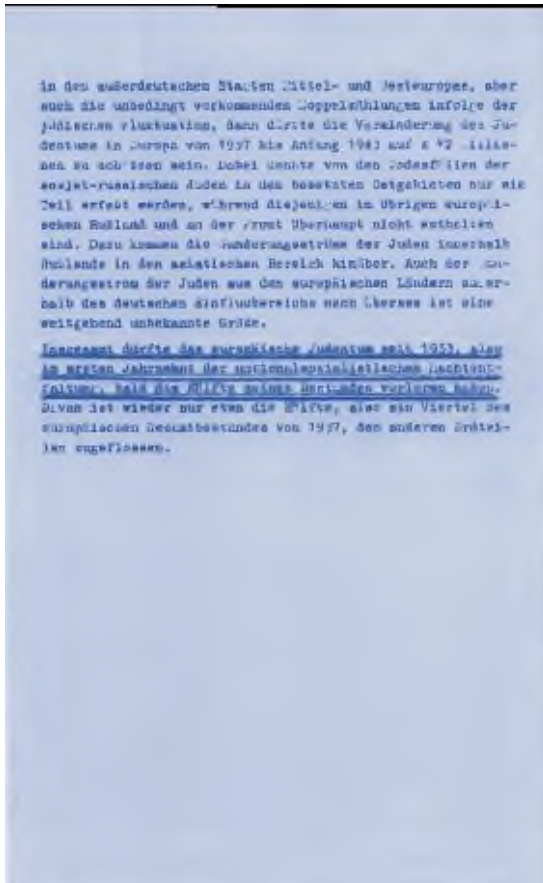 in den außerdeutschen Staaten Mittel- und Westeuropas, aber
auch die unbedingt vorkommenden Doppelzählungen infolge der
jüdischen Fluktuation, dann dürfte die Verminderung des Ju-
dentums in Europa von 1937 bis Anfang 1943 auf
zu schätzen sein. Dabei konnte von den Todesfällen der
sovjet-russischen Juden in den besetzten Ostgebieten nur ein
Teil erfaßt werden, während diejenigen im übrigen europäi-
schen Rußland und an der Front überhaupt nicht enthalten
sind. Dazu kommen die Wanderungsströme der Juden innerhalb
Rußlands in den asiatischen Bereich hinüber. Auch der Wan-
derungsstrom der Juden aus den europäischen Ländern außer-
halb des deutschen Einflußbereichs nach Übersee ist eine
weitgehend unbekannte Größe.
Insgesamt dürfte das europäische Judentum seit 1933, also
im ersten Jahrzehnt der nationalsozialistischen Machtent-
faltung, bald die Hälfte seines Bestandes verloren haben.
Davon ist wieder nur etwa die Hälfte, also ein Viertel des
europäischen Gesamtbestandes von 1937, den anderen Erdtei-
len zugeflossen.